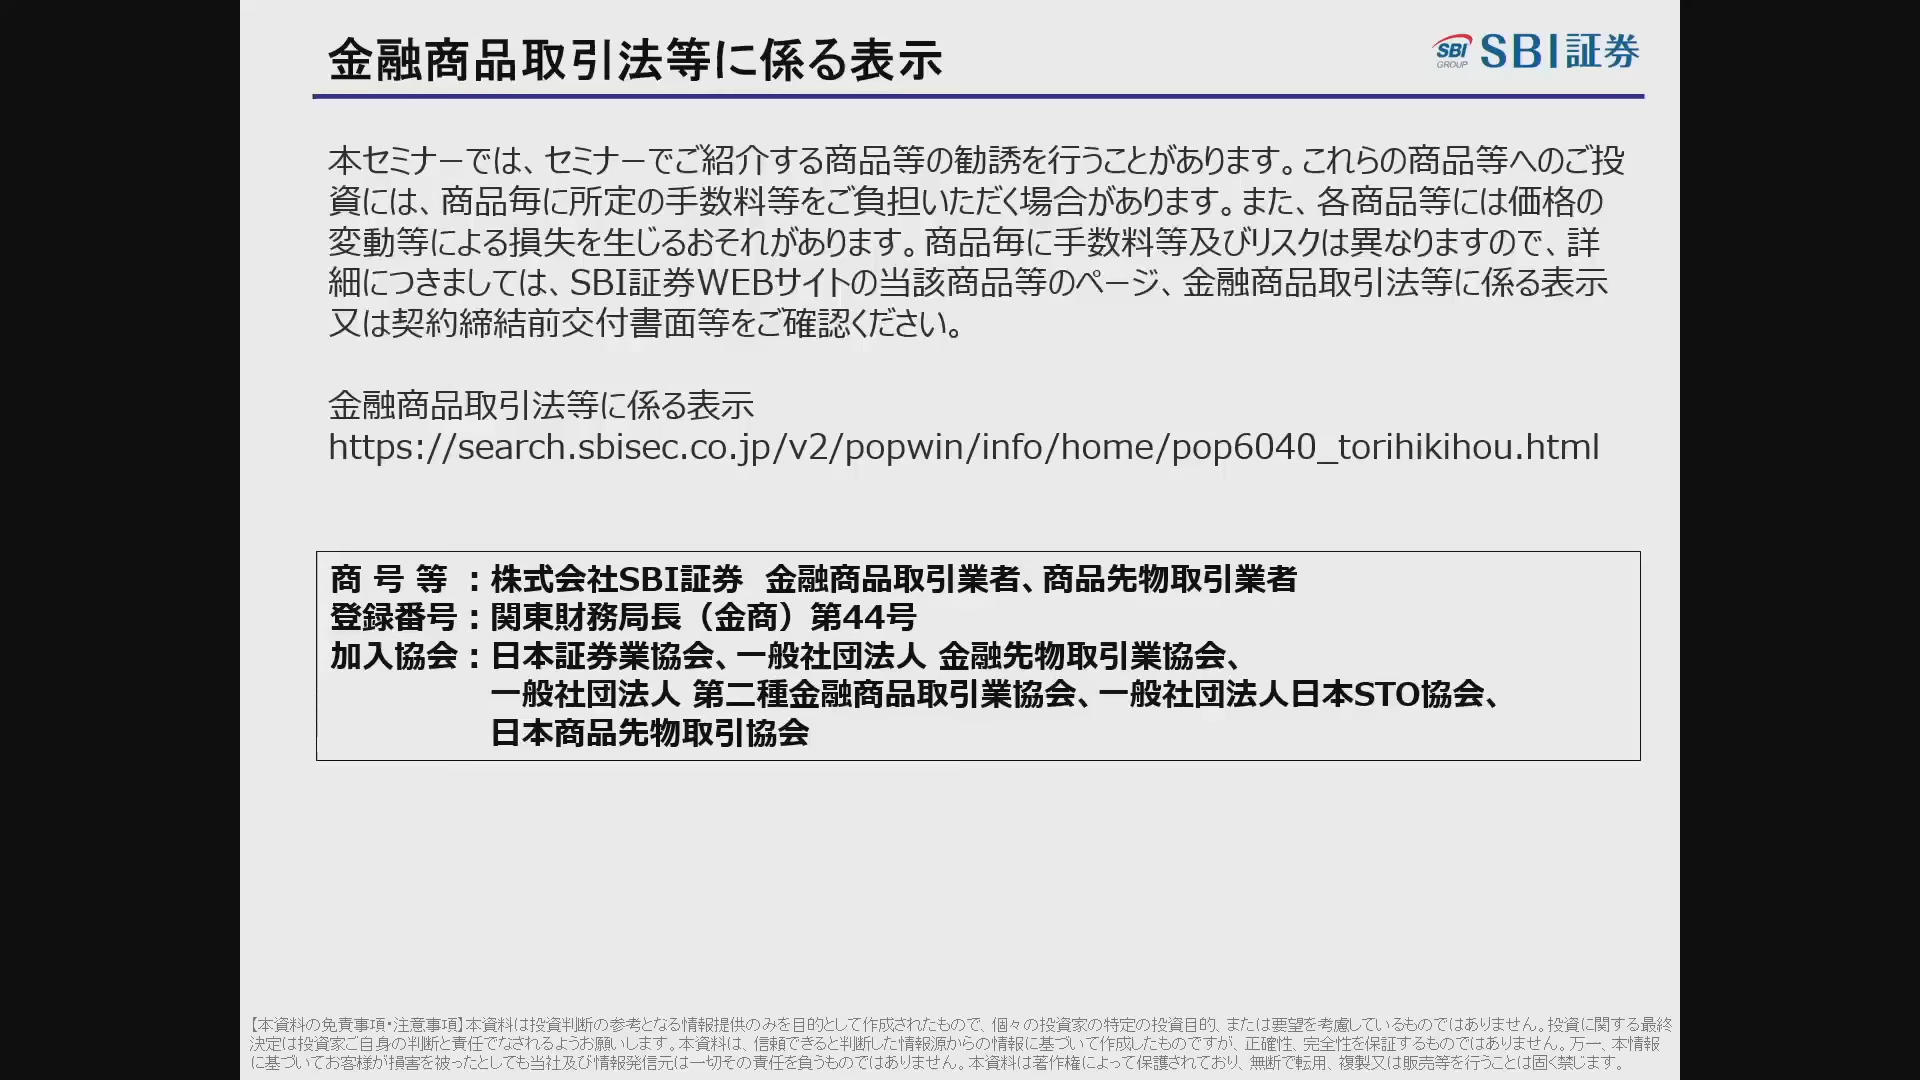 金融商品取引法等に係る表示
SBI GROUP SBI証券
本セミナーでは、セミナーでご紹介する商品等の勧誘を行うことがあります。これらの商品等へのご投
資には、商品毎に所定の手数料等をご負担いただく場合があります。また、各商品等には価格の
変動等による損失を生じるおそれがあります。商品毎に手数料等及びリスクは異なりますので、詳
細につきましては、SBI証券WEBサイトの当該商品等のページ、金融商品取引法等に係る表示
又は契約締結前交付書面等をご確認ください。
金融商品取引法等に係る表示
https://search.sbisec.co.jp/v2/popwin/info/home/pop6040_torihikihou.html
商 号 等 ：株式会社SBI証券 金融商品取引業者、商品先物取引業者
登録番号：関東財務局長（金商）第44号
加入協会：日本証券業協会、一般社団法人 金融先物取引業協会、
一般社団法人 第二種金融商品取引業協会、一般社団法人日本STO協会、
日本商品先物取引協会
【本資料の免責事項・注意事項】本資料は投資判断の参考となる情報提供のみを目的として作成されたもので、個々の投資家の特定の投資目的、または要望を考慮しているものではありません。投資に関する最終
決定は投資家ご自身の判断と責任でなされるようお願いします。本資料は、信頼できると判断した情報源からの情報に基づいて作成したものですが、正確性、完全性を保証するものではありません。万一、本情報
に基づいてお客様が損害を被ったとしても当社及び情報発信元は一切その責任を負うものではありません。本資料は著作権によって保護されており、無断で転用、複製又は販売等を行うことは固く禁じます。